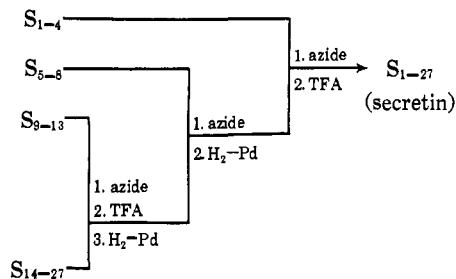 S₁₋₄
1. azide
2. TFA
S₁₋₂₇
(secretin)
S₅₋₈
1. azide
2. H₂-Pd
S₉₋₁₃
1. azide
2. TFA
3. H₂-Pd
S₁₄₋₂₇